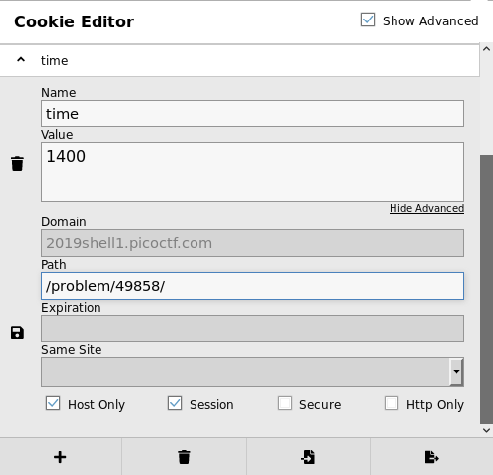 Cookie Editor
Show Advanced
time
Name
time
Value
1400
Hide Advanced
Domain
2019shell1.picoctf.com
Path
/problem/49858/
Expiration
Same Site
Host Only Session Secure Http Only